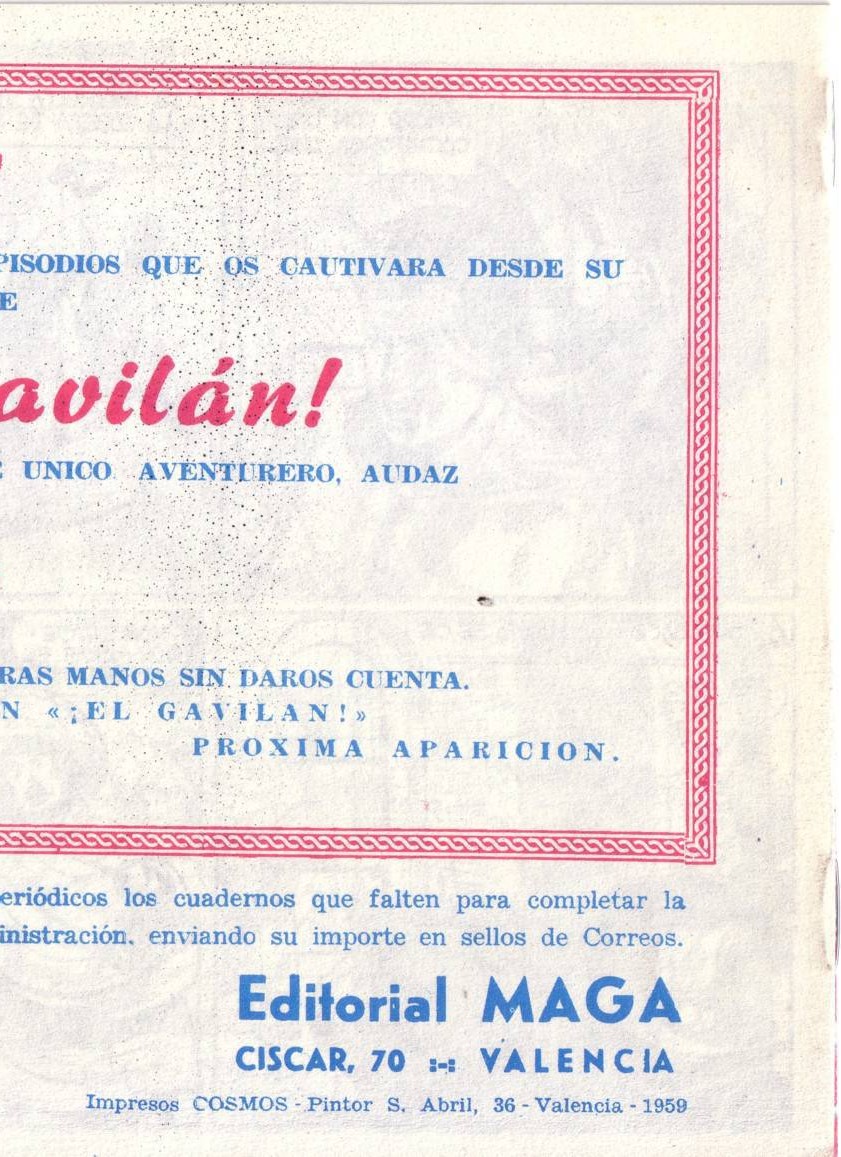 PISODIOS QUE OS CAUTIVARA DESDE SU
E
avilán!
E UNICO AVENTURERO, AUDAZ
RAS MANOS SIN DAROS CUENTA.
N «¡EL GAVILAN!»
PROXIMA APARICION.
eriódicos los cuadernos que falten para completar la
inistración. enviando su importe en sellos de Correos.
Editorial MAGA
CISCAR, 70 :-: VALENCIA
Impresos COSMOS - Pintor S. Abril, 36 - Valencia - 1959